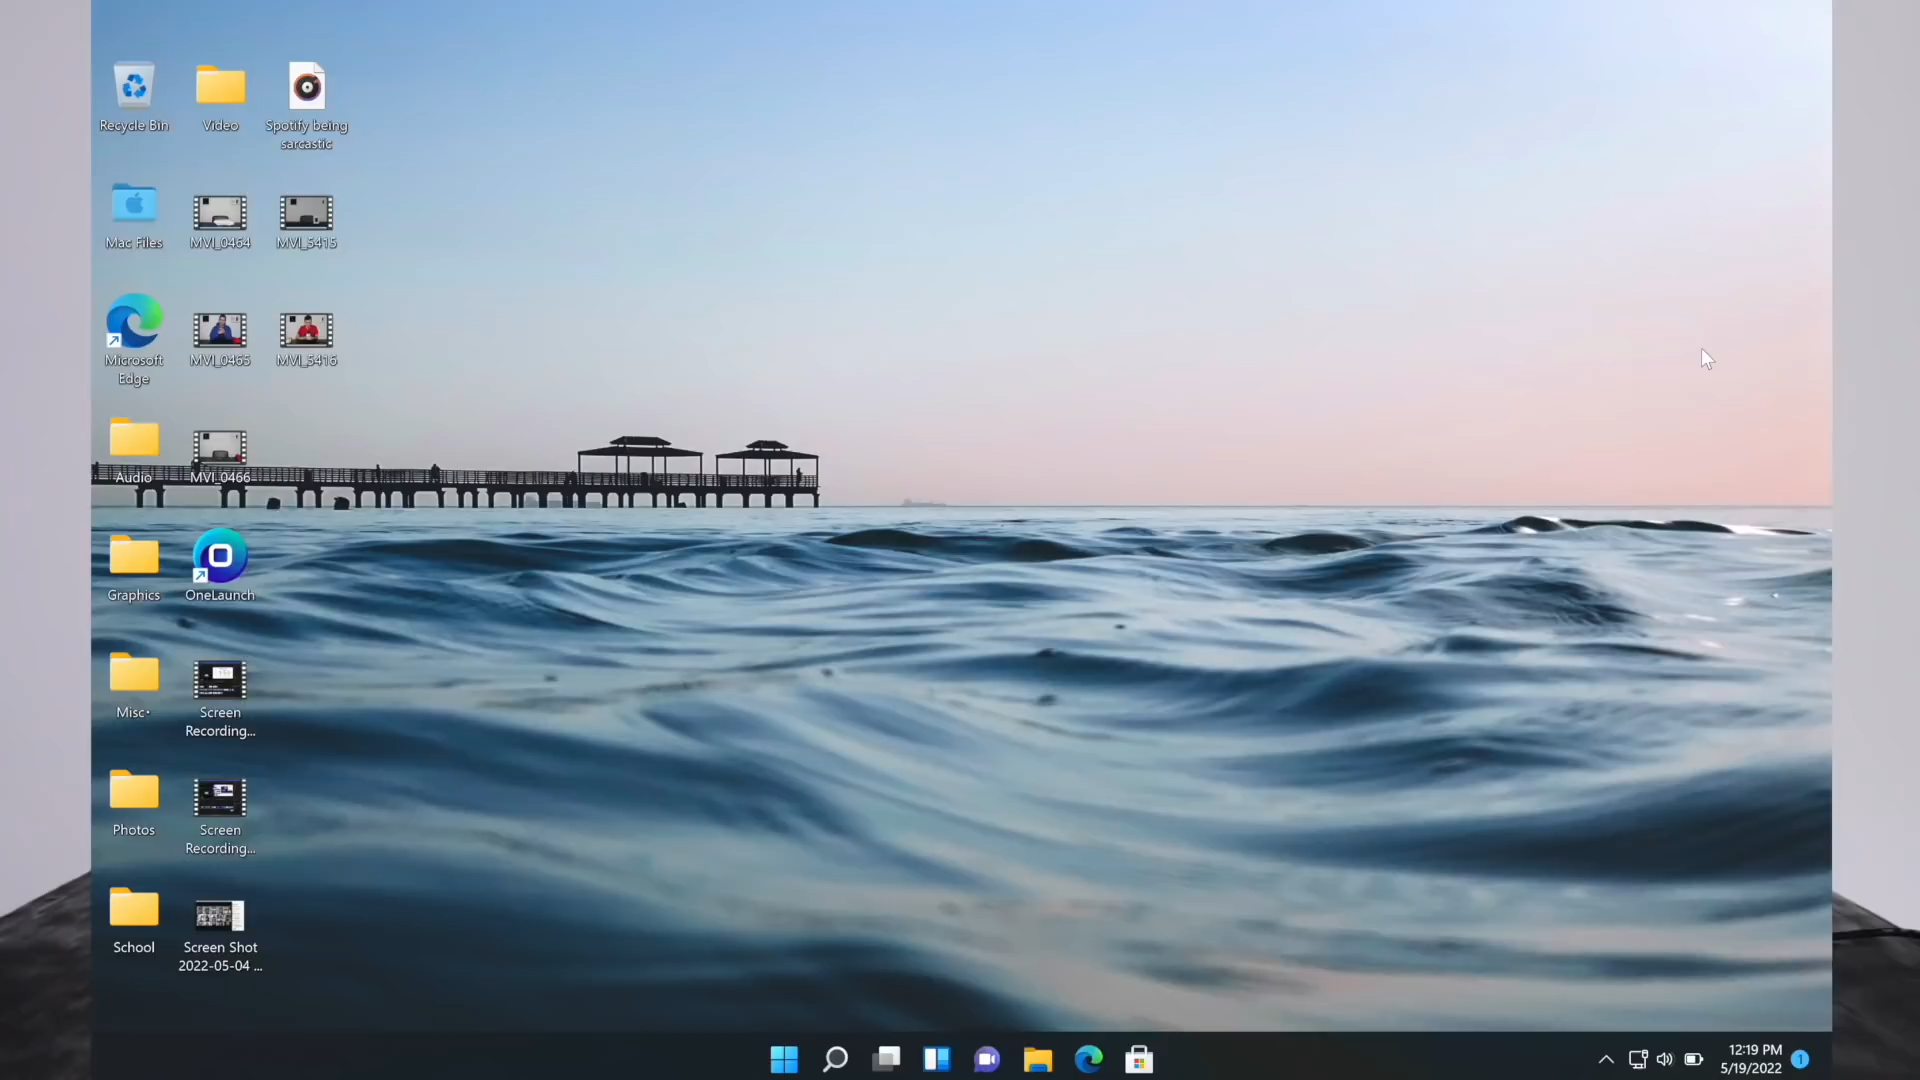 Recycle Bin
Video
Spotify being
sarcastic
Mac Files
MVI_0464
MVI_5415
Microsoft
Edge
MVI_0465
MVI_5416
Audio
MVI_0466
Graphics
OneLaunch
Misc•
Screen
Recording...
Photos
Screen
Recording...
School
Screen Shot
2022-05-04 ...
12:19 PM
5/19/2022
1